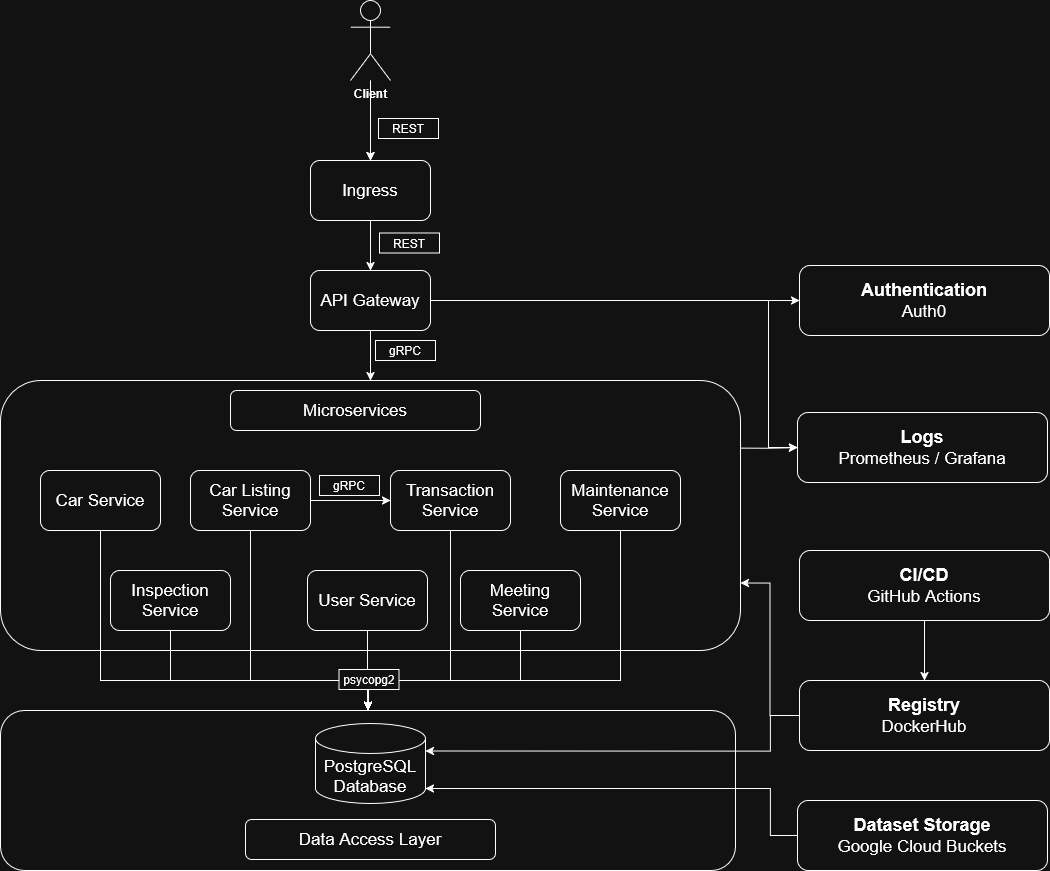 Client
REST
Ingress
REST
API Gateway
Authentication
Auth0
gRPC
Microservices
Logs
Prometheus / Grafana
Car Service
Car Listing
Service
gRPC
Transaction
Service
Maintenance
Service
Inspection
Service
User Service
Meeting
Service
CI/CD
GitHub Actions
psycopg2
Registry
DockerHub
PostgreSQL
Database
Data Access Layer
Dataset Storage
Google Cloud Buckets